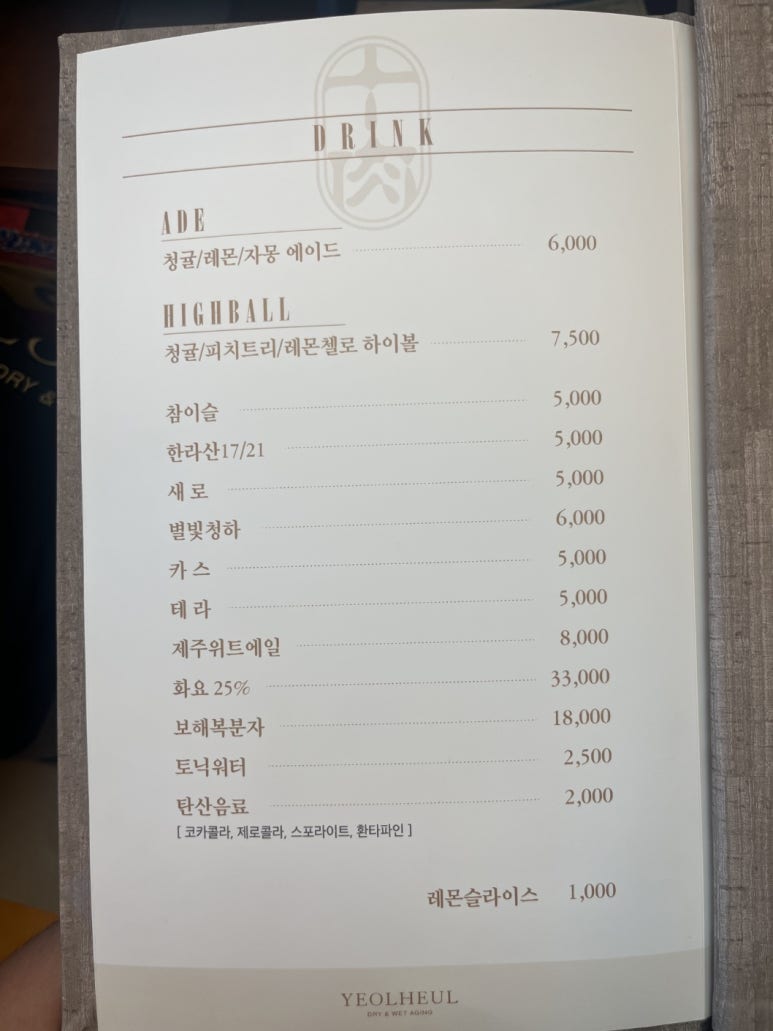 DRINK
ADE
청귤/레몬/자몽 에이드 6,000
HIGHBALL
청귤/피치트리/레몬첼로 하이볼 7,500
참이슬 5,000
한라산17/21 5,000
새 로 5,000
별빛청하 6,000
카 스 5,000
테 라 5,000
제주위트에일 8,000
화요 25% 33,000
보해복분자 18,000
토닉워터 2,500
탄산음료 2,000
[ 코카콜라, 제로콜라, 스포라이트, 환타파인 ]
레몬슬라이스 1,000
YEOLHEUL
DRY & WET AGING
DRY &